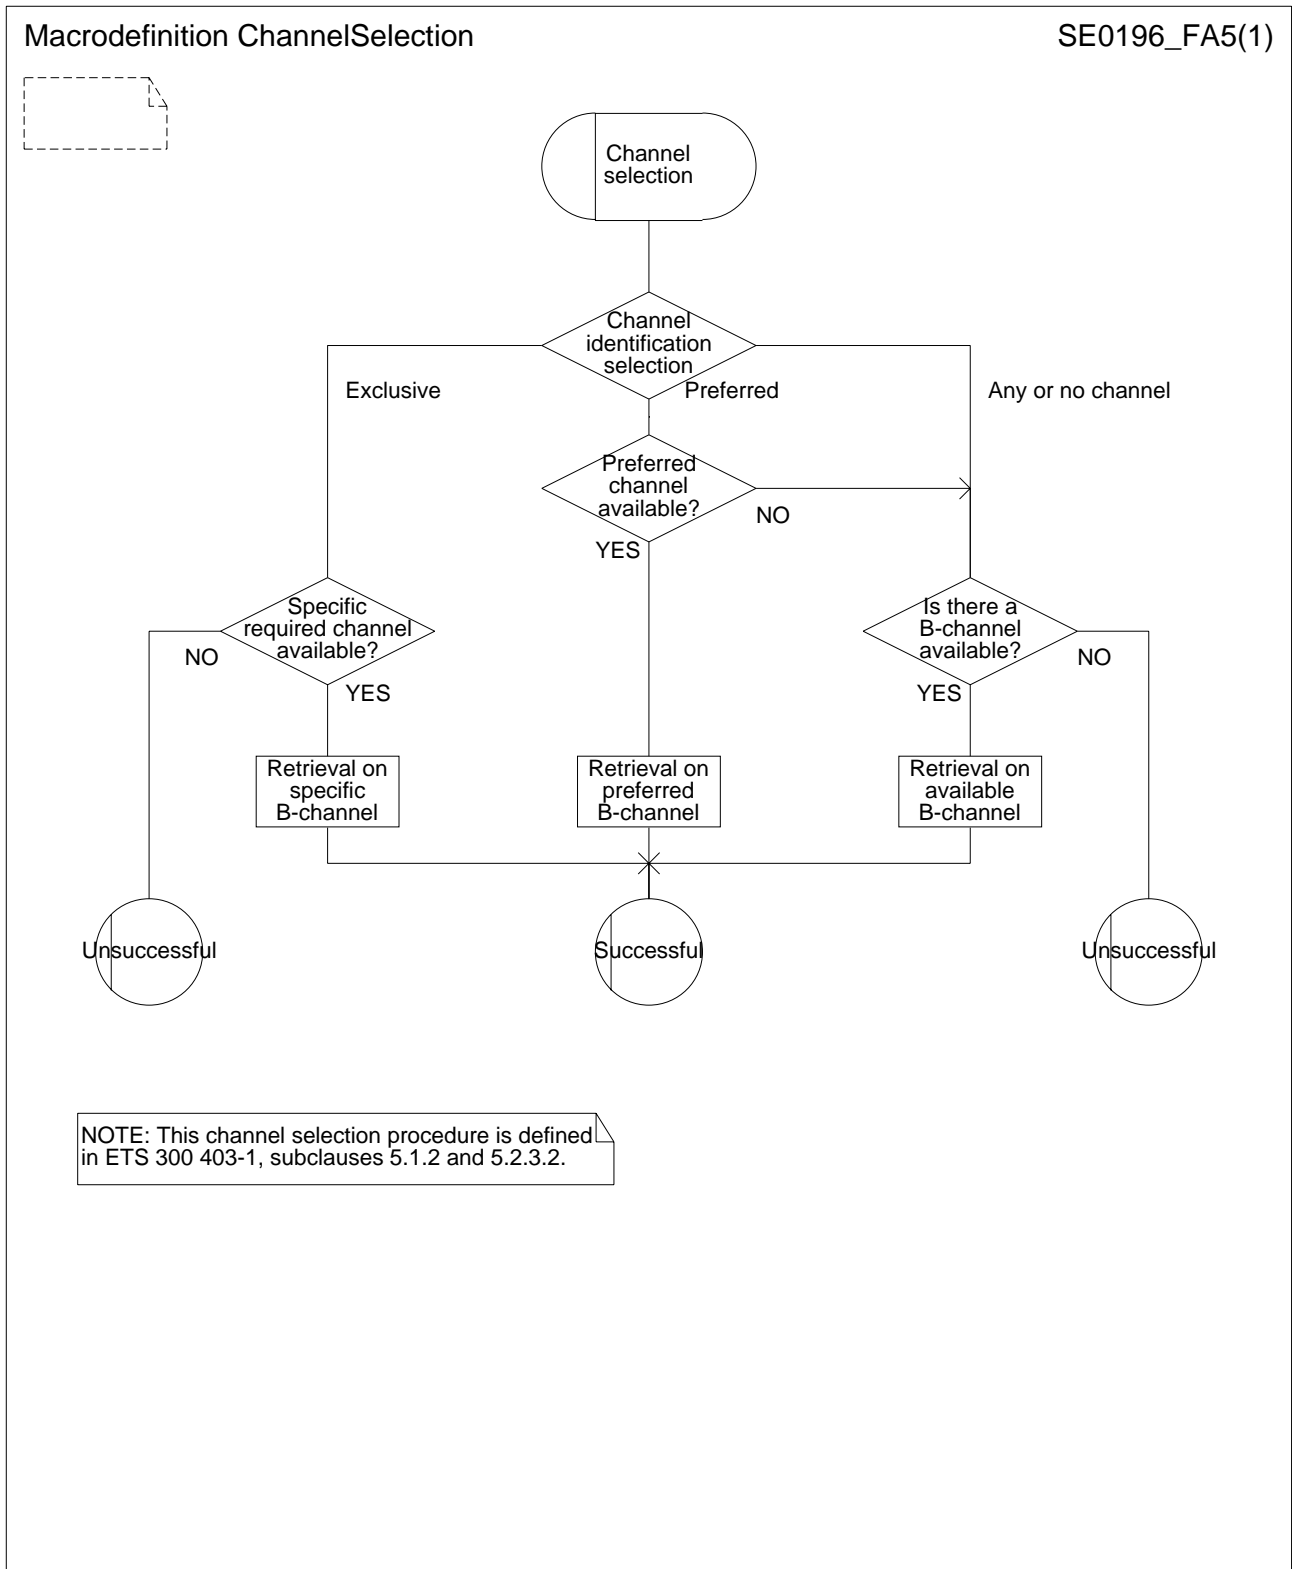 Macrodefinition ChannelSelection
SE0196_FA5(1)
Channel
selection
Channel
identification
selection
Exclusive
Preferred
Any or no channel
Preferred
channel
available?
NO
YES
Specific
required channel
available?
NO
YES
Is there a
B-channel
available?
NO
YES
Retrieval on
specific
B-channel
Retrieval on
preferred
B-channel
Retrieval on
available
B-channel
Unsuccessful
Successful
Unsuccessful
NOTE: This channel selection procedure is defined
in ETS 300 403-1, subclauses 5.1.2 and 5.2.3.2.